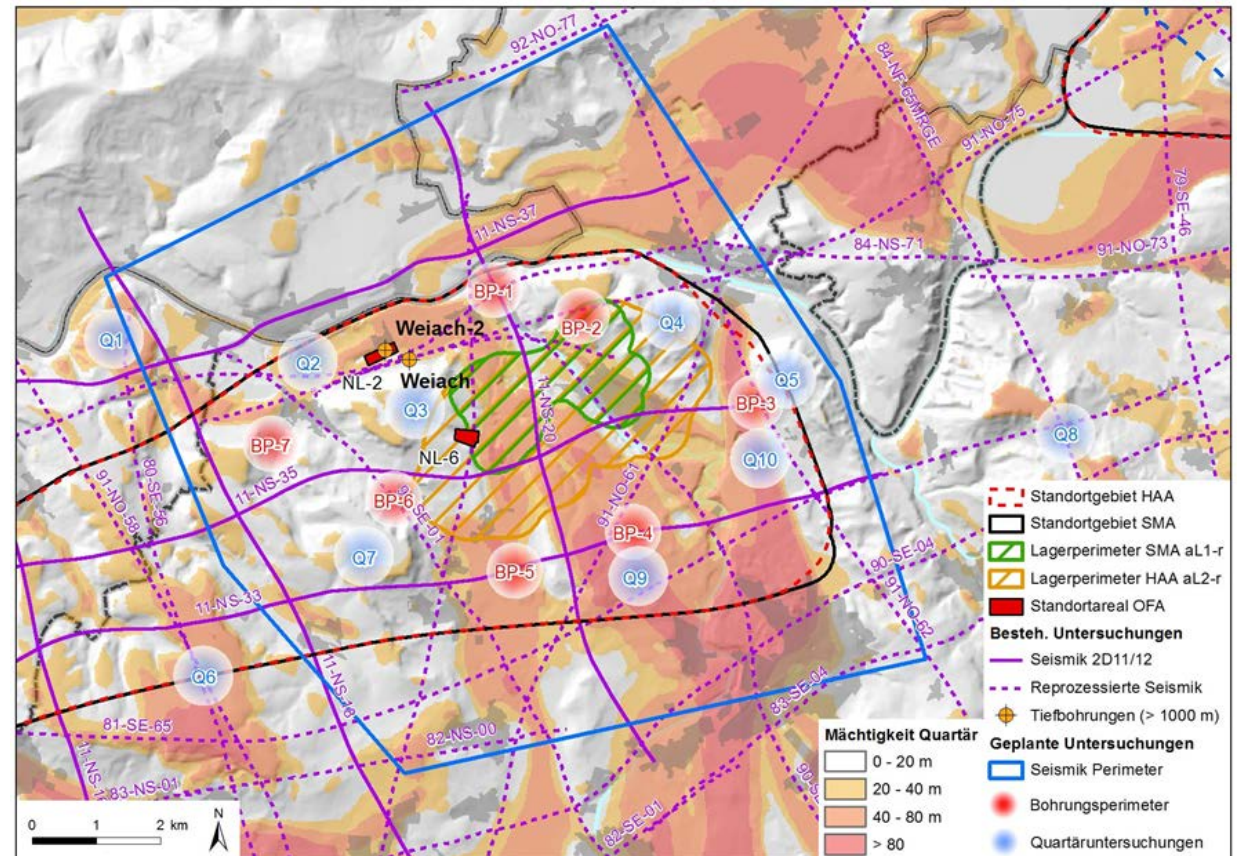 92-NO-77
84-NF-65MRGE
91-NO-75
79-SE-46
11-NS-37
84-NS-71
91-NO-73
BP-1
Q1
BP-2
Q4
Q2
Weiach-2
NL-2
Weiach
Q5
Q3
11-NS-20
BP-3
BP-7
NL-6
Q8
Q10
80-SE-56
91-NO-58
11-NS-35
BP-6
91-NO-61
BP-4
Q7
BP-5
Q9
90-SE-04
11-NS-33
91-NO-62
Q6
83-SE-04
81-SE-65
82-NS-00
83-NS-01
82-SE-01
Standortgebiet HAA
Standortgebiet SMA
Lagerperimeter SMA aL1-r
Lagerperimeter HAA aL2-r
Standortareal OFA
Besteh. Untersuchungen
Seismik 2D11/12
Reprozessierte Seismik
Tiefbohrungen (> 1000 m)
Geplante Untersuchungen
Seismik Perimeter
Bohrungsperimeter
Quartäruntersuchungen
Mächtigkeit Quartär
0 - 20 m
20 - 40 m
40 - 80 m
> 80
0 1 2 km
N